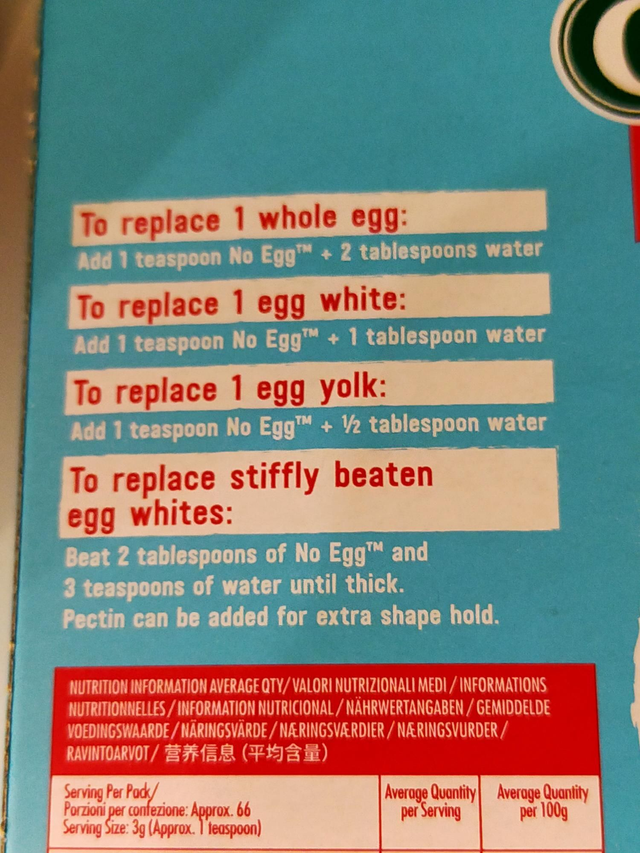 To replace 1 whole egg:
Add 1 teaspoon No Egg™ + 2 tablespoons water
To replace 1 egg white:
Add 1 teaspoon No Egg™ + 1 tablespoon water
To replace 1 egg yolk:
Add 1 teaspoon No Egg™ + ½ tablespoon water
To replace stiffly beaten
egg whites:
Beat 2 tablespoons of No Egg™ and
3 teaspoons of water until thick.
Pectin can be added for extra shape hold.
NUTRITION INFORMATION AVERAGE QTY/VALORI NUTRIZIONALI MEDI/INFORMATIONS
NUTRITIONNELLES/INFORMATION NUTRICIONAL/NÄHRWERTANGABEN/GEMIDDELDE
VOEDINGSWAARDE/NÄRINGSVÄRDE/NÆRINGSVÆRDIER/NÆRINGSVURDER/
RAVINTOARVOT/营养信息 (平均含量)
Serving Per Pack/
Porzioni per confezione: Approx. 66
Serving Size: 3g (Approx. 1 teaspoon)
Average Quantity
per Serving
Average Quantity
per 100g